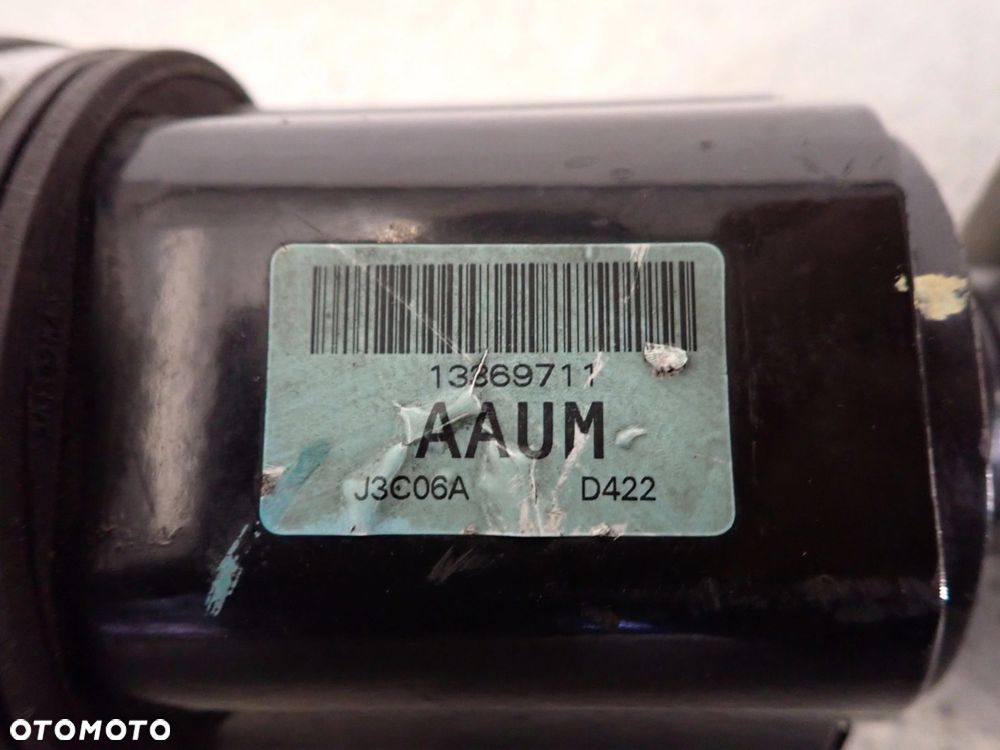 13369711
AAUM
J3C06A D422
OTOMOTO